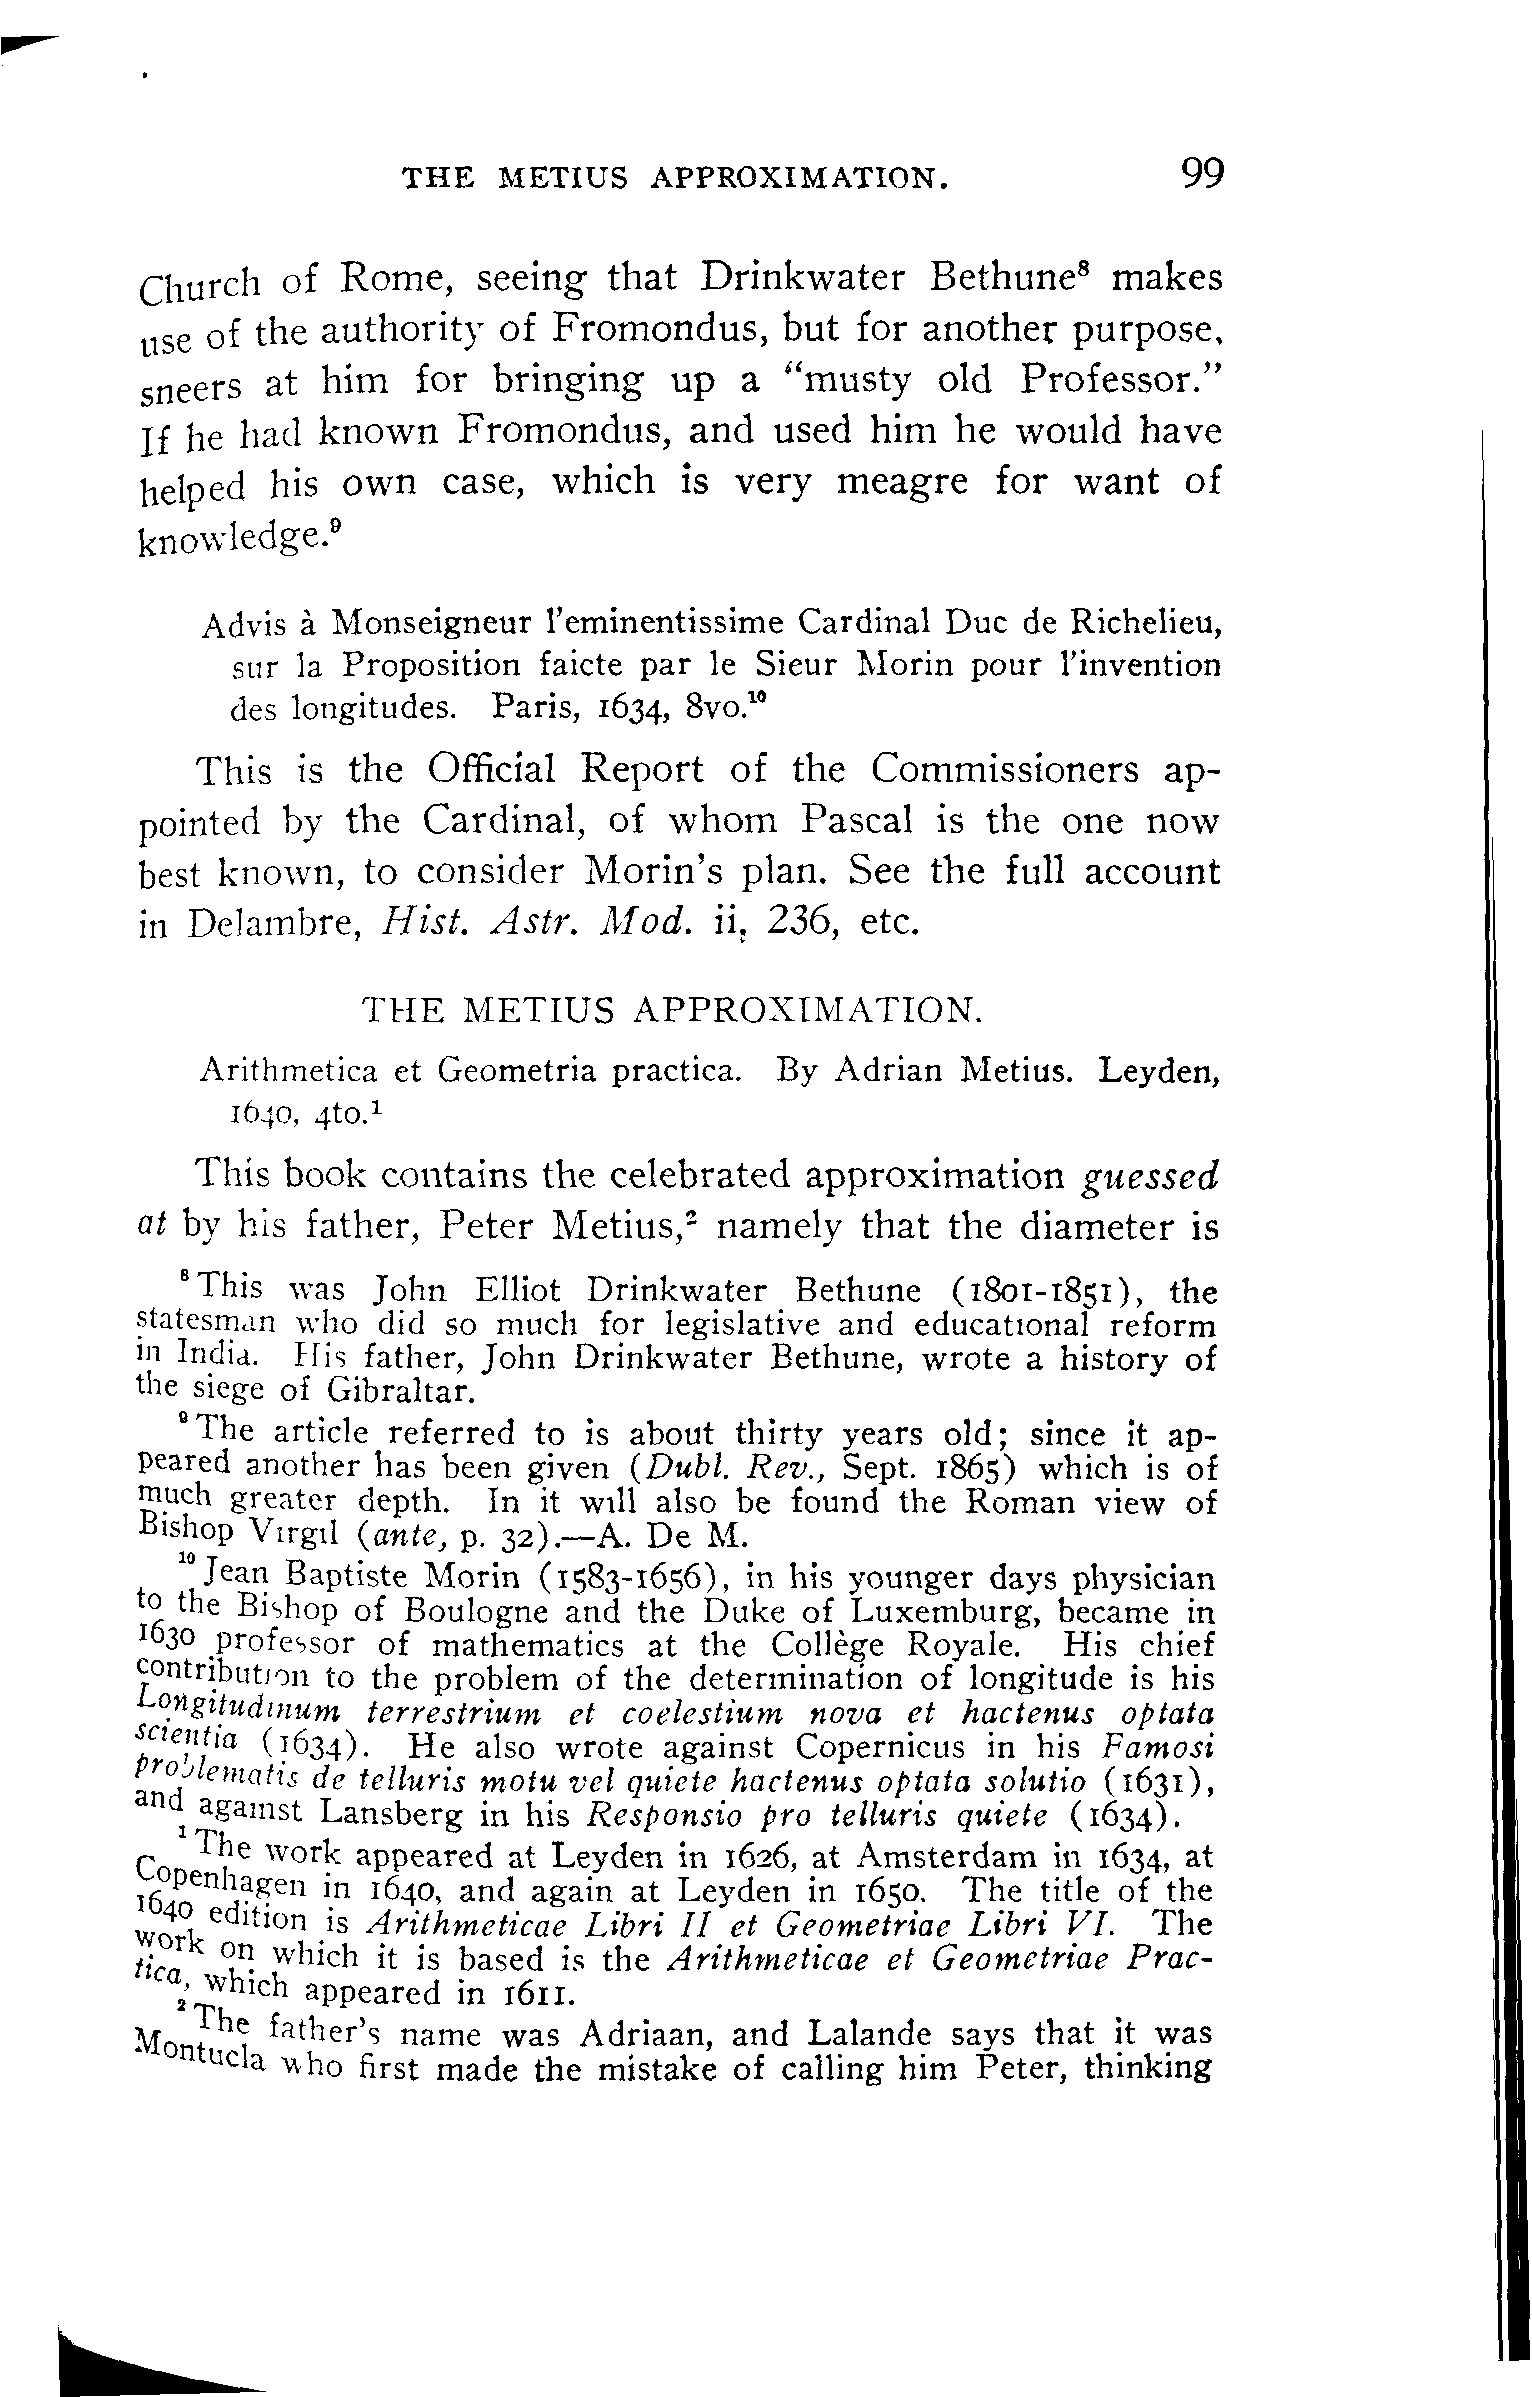 THE METIUS APPROXIMATION. 99
Church of Rome, seeing that Drinkwater Bethune⁸ makes
use of the authority of Fromondus, but for another purpose,
sneers at him for bringing up a “musty old Professor.”
If he had known Fromondus, and used him he would have
helped his own case, which is very meagre for want of
knowledge.⁹
Advis à Monseigneur l’eminentissime Cardinal Duc de Richelieu,
sur la Proposition faicte par le Sieur Morin pour l’invention
des longitudes. Paris, 1634, 8vo.¹⁰
This is the Official Report of the Commissioners ap-
pointed by the Cardinal, of whom Pascal is the one now
best known, to consider Morin’s plan. See the full account
in Delambre, Hist. Astr. Mod. ii, 236, etc.
THE METIUS APPROXIMATION.
Arithmetica et Geometria practica. By Adrian Metius. Leyden,
1640, 4to.¹
This book contains the celebrated approximation guessed
at by his father, Peter Metius,² namely that the diameter is
⁸ This was John Elliot Drinkwater Bethune (1801-1851), the
statesman who did so much for legislative and educational reform
in India. His father, John Drinkwater Bethune, wrote a history of
the siege of Gibraltar.
⁹ The article referred to is about thirty years old; since it ap-
peared another has been given (Dubl. Rev., Sept. 1865) which is of
much greater depth. In it will also be found the Roman view of
Bishop Virgil (ante, p. 32).—A. De M.
¹⁰ Jean Baptiste Morin (1583-1656), in his younger days physician
to the Bishop of Boulogne and the Duke of Luxemburg, became in
1630 professor of mathematics at the Collège Royale. His chief
contribution to the problem of the determination of longitude is his
Longitudinum terrestrium et coelestium nova et hactenus optata
scientia (1634). He also wrote against Copernicus in his Famosi
problematis de telluris motu vel quiete hactenus optata solutio (1631),
and against Lansberg in his Responsio pro telluris quiete (1634).
¹ The work appeared at Leyden in 1626, at Amsterdam in 1634, at
Copenhagen in 1640, and again at Leyden in 1650. The title of the
1640 edition is Arithmeticae Libri II et Geometriae Libri VI. The
work on which it is based is the Arithmeticae et Geometriae Prac-
tica, which appeared in 1611.
² The father’s name was Adriaan, and Lalande says that it was
Montucla who first made the mistake of calling him Peter, thinking